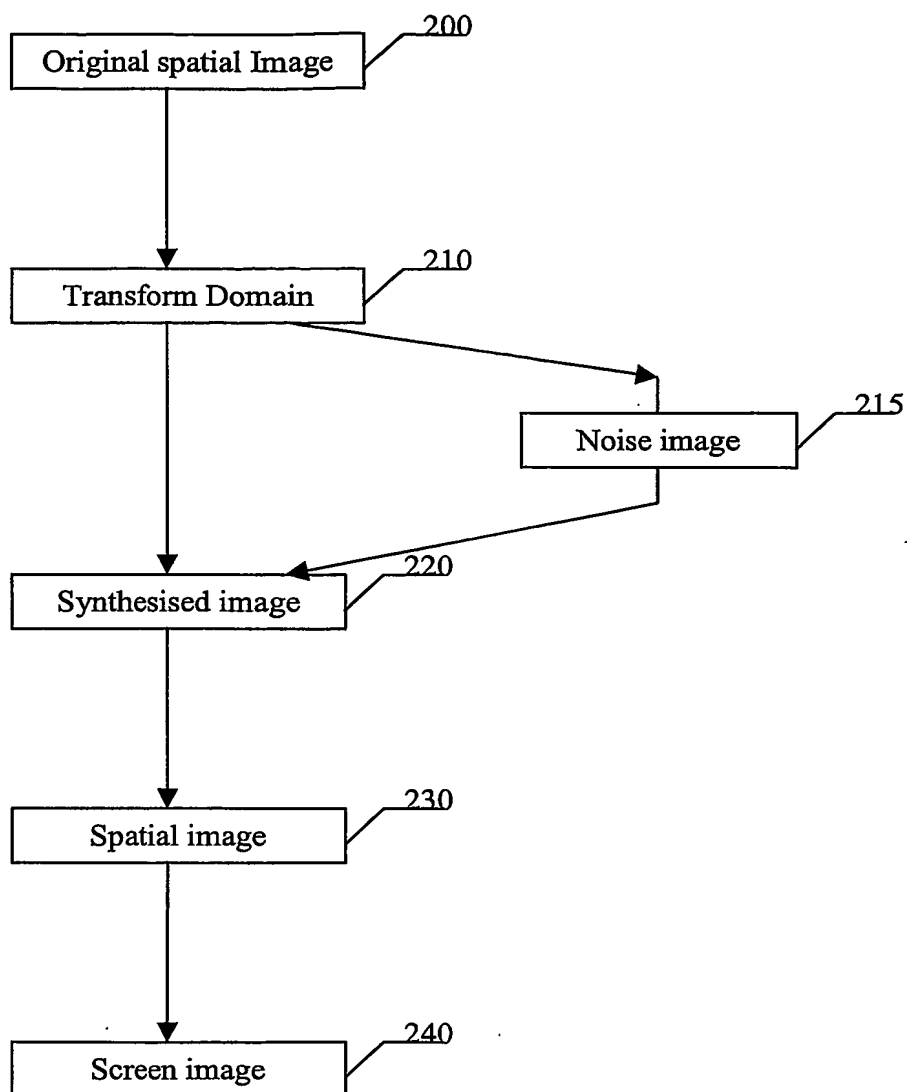 200
Original spatial Image
210
Transform Domain
215
Noise image
220
Synthesised image
230
Spatial image
240
Screen image